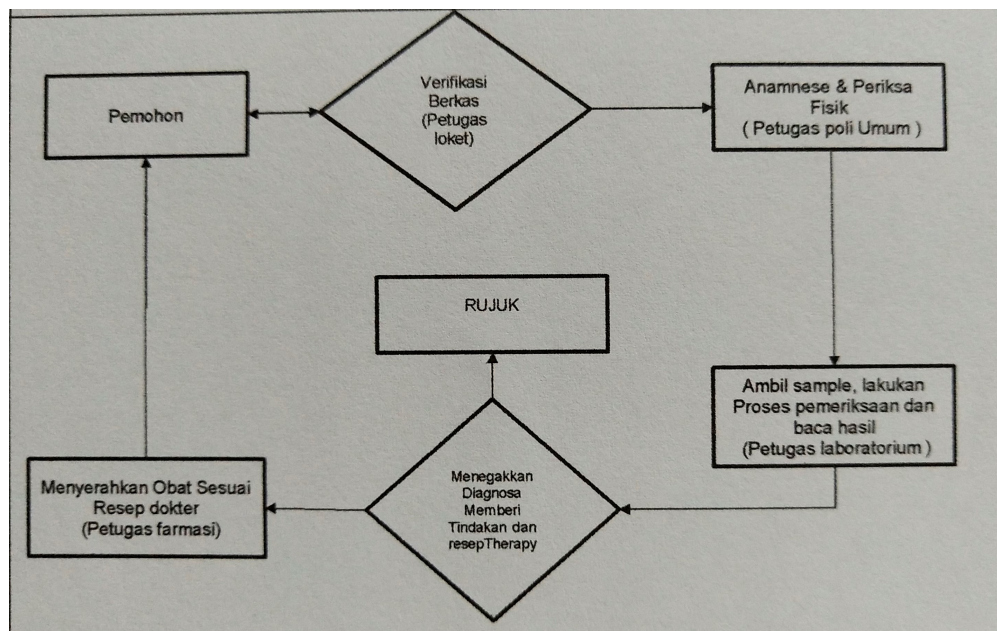 Pemohon
Verifikasi
Berkas
(Petugas
loket)
Anamnese & Periksa
Fisik
( Petugas poli Umum )
RUJUK
Ambil sample, lakukan
Proses pemeriksaan dan
baca hasil
(Petugas laboratorium )
Menegakkan
Diagnosa
Memberi
Tindakan dan
resepTherapy
Menyerahkan Obat Sesuai
Resep dokter
(Petugas farmasi)